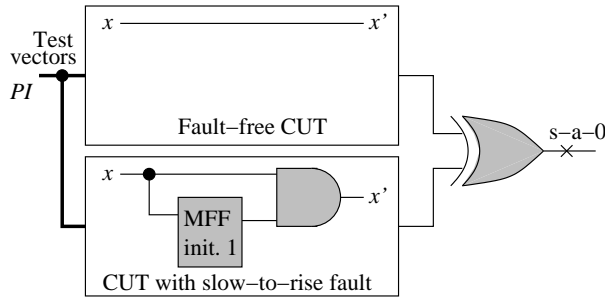 Test
vectors
PI
x x'
Fault−free CUT
x
MFF
init. 1
x'
CUT with slow−to−rise fault
s−a−0